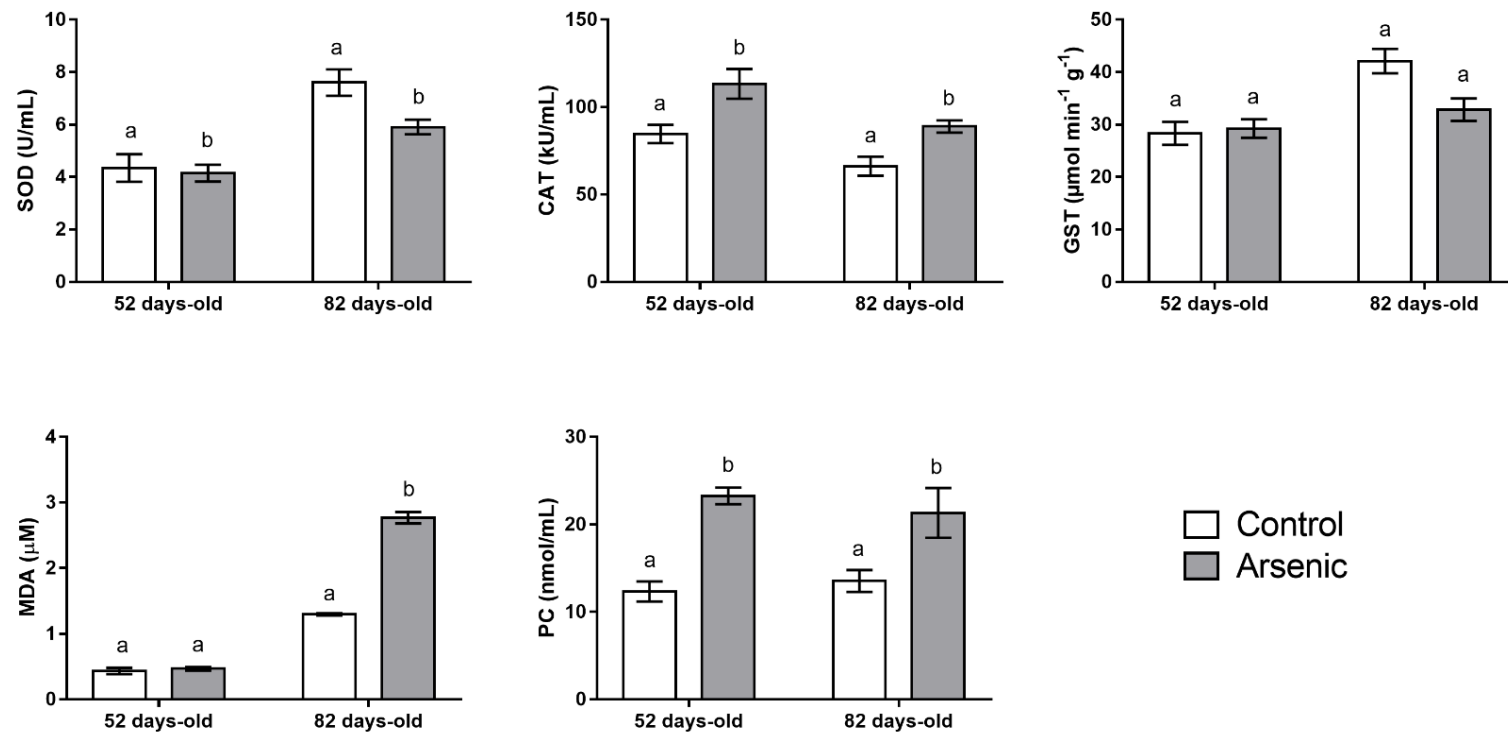 SOD (U/mL)
10
8
6
4
2
0
a
b
a
b
52 days-old
82 days-old
CAT (kU/mL)
150
100
50
0
a
b
a
b
52 days-old
82 days-old
GST (µmol min⁻¹ g⁻¹)
50
40
30
20
10
0
a
a
a
a
52 days-old
82 days-old
MDA (µM)
4
3
2
1
0
a
a
a
b
52 days-old
82 days-old
PC (nmol/mL)
30
20
10
0
a
b
a
b
52 days-old
82 days-old
Control
Arsenic